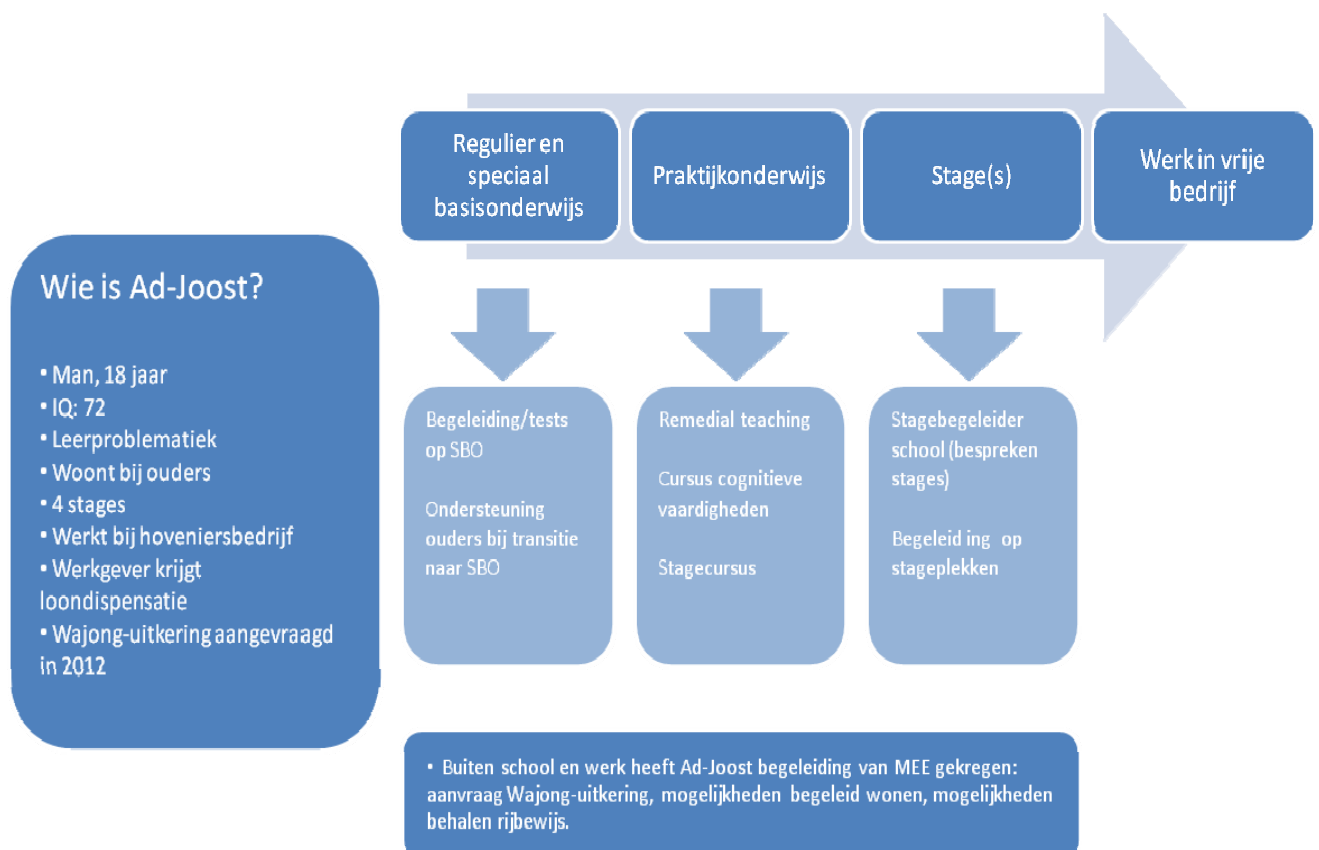 Regulier en
speciaal
basisonderwijs
Praktijkonderwijs
Stage(s)
Werk in vrije
bedrijf
Wie is Ad-Joost?
• Man, 18 jaar
• IQ: 72
• Leerproblematiek
• Woont bij ouders
• 4 stages
• Werkt bij hoveniersbedrijf
• Werkgever krijgt
loondispensatie
• Wajong-uitkering aangevraagd
in 2012
Begeleiding/tests
op SBO
Ondersteuning
ouders bij transitie
naar SBO
Remedial teaching
Cursus cognitieve
vaardigheden
Stagecursus
Stagebegeleider
school (bespreken
stages)
Begeleid ing op
stageplekken
• Buiten school en werk heeft Ad-Joost begeleiding van MEE gekregen:
aanvraag Wajong-uitkering, mogelijkheden begeleid wonen, mogelijkheden
behalen rijbewijs.